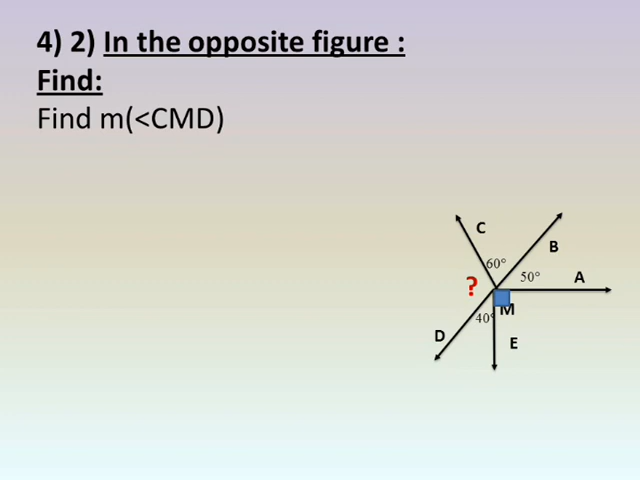 4) 2) In the opposite figure :
Find:
Find m(<CMD)
C
B
60°
50°
A
?
M
40°
D
E